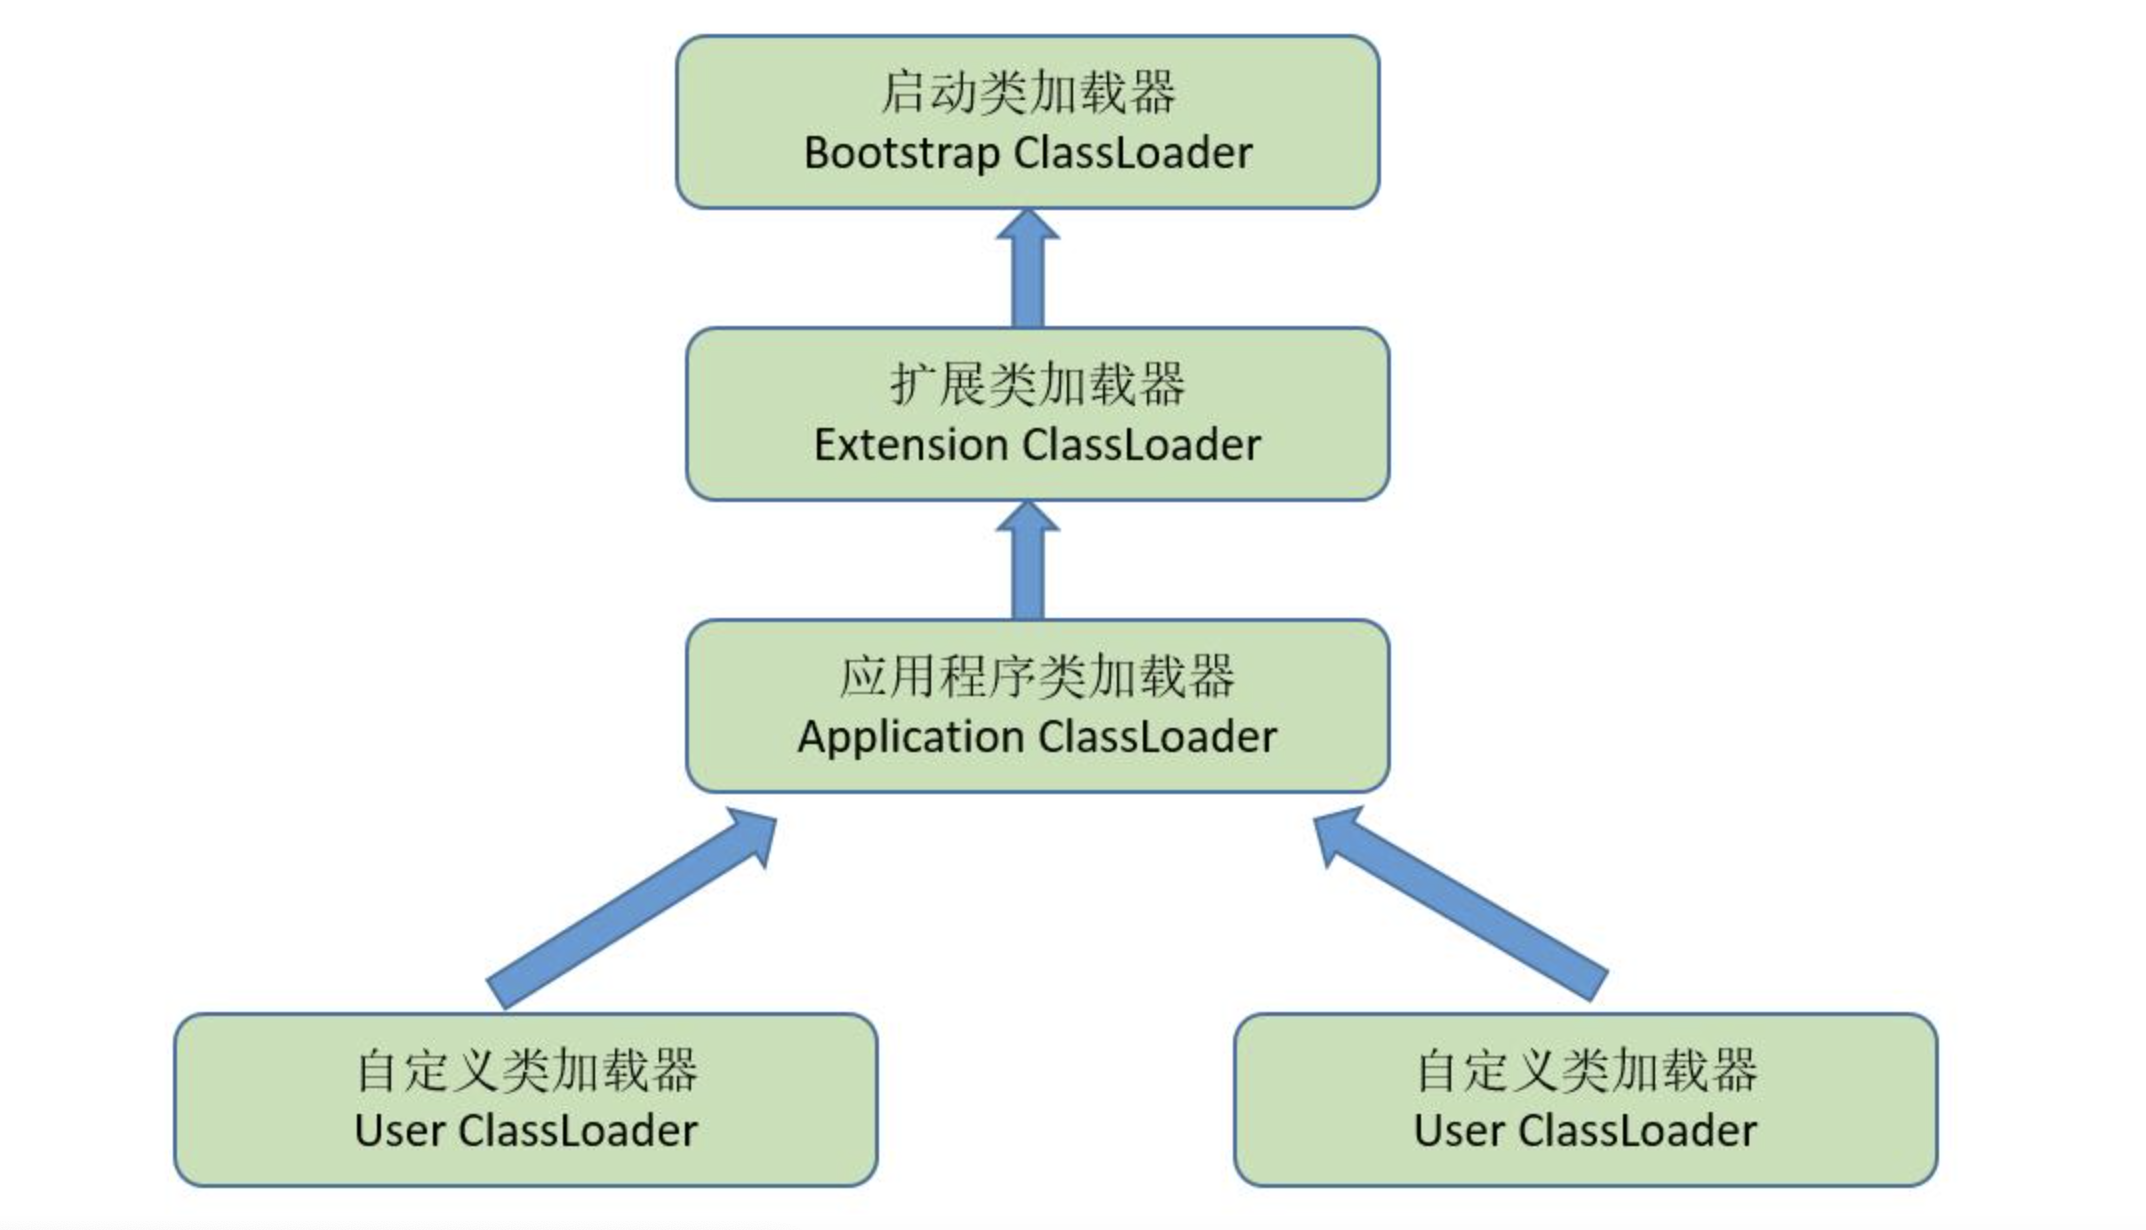 启动类加载器
Bootstrap ClassLoader
扩展类加载器
Extension ClassLoader
应用程序类加载器
Application ClassLoader
自定义类加载器
User ClassLoader
自定义类加载器
User ClassLoader